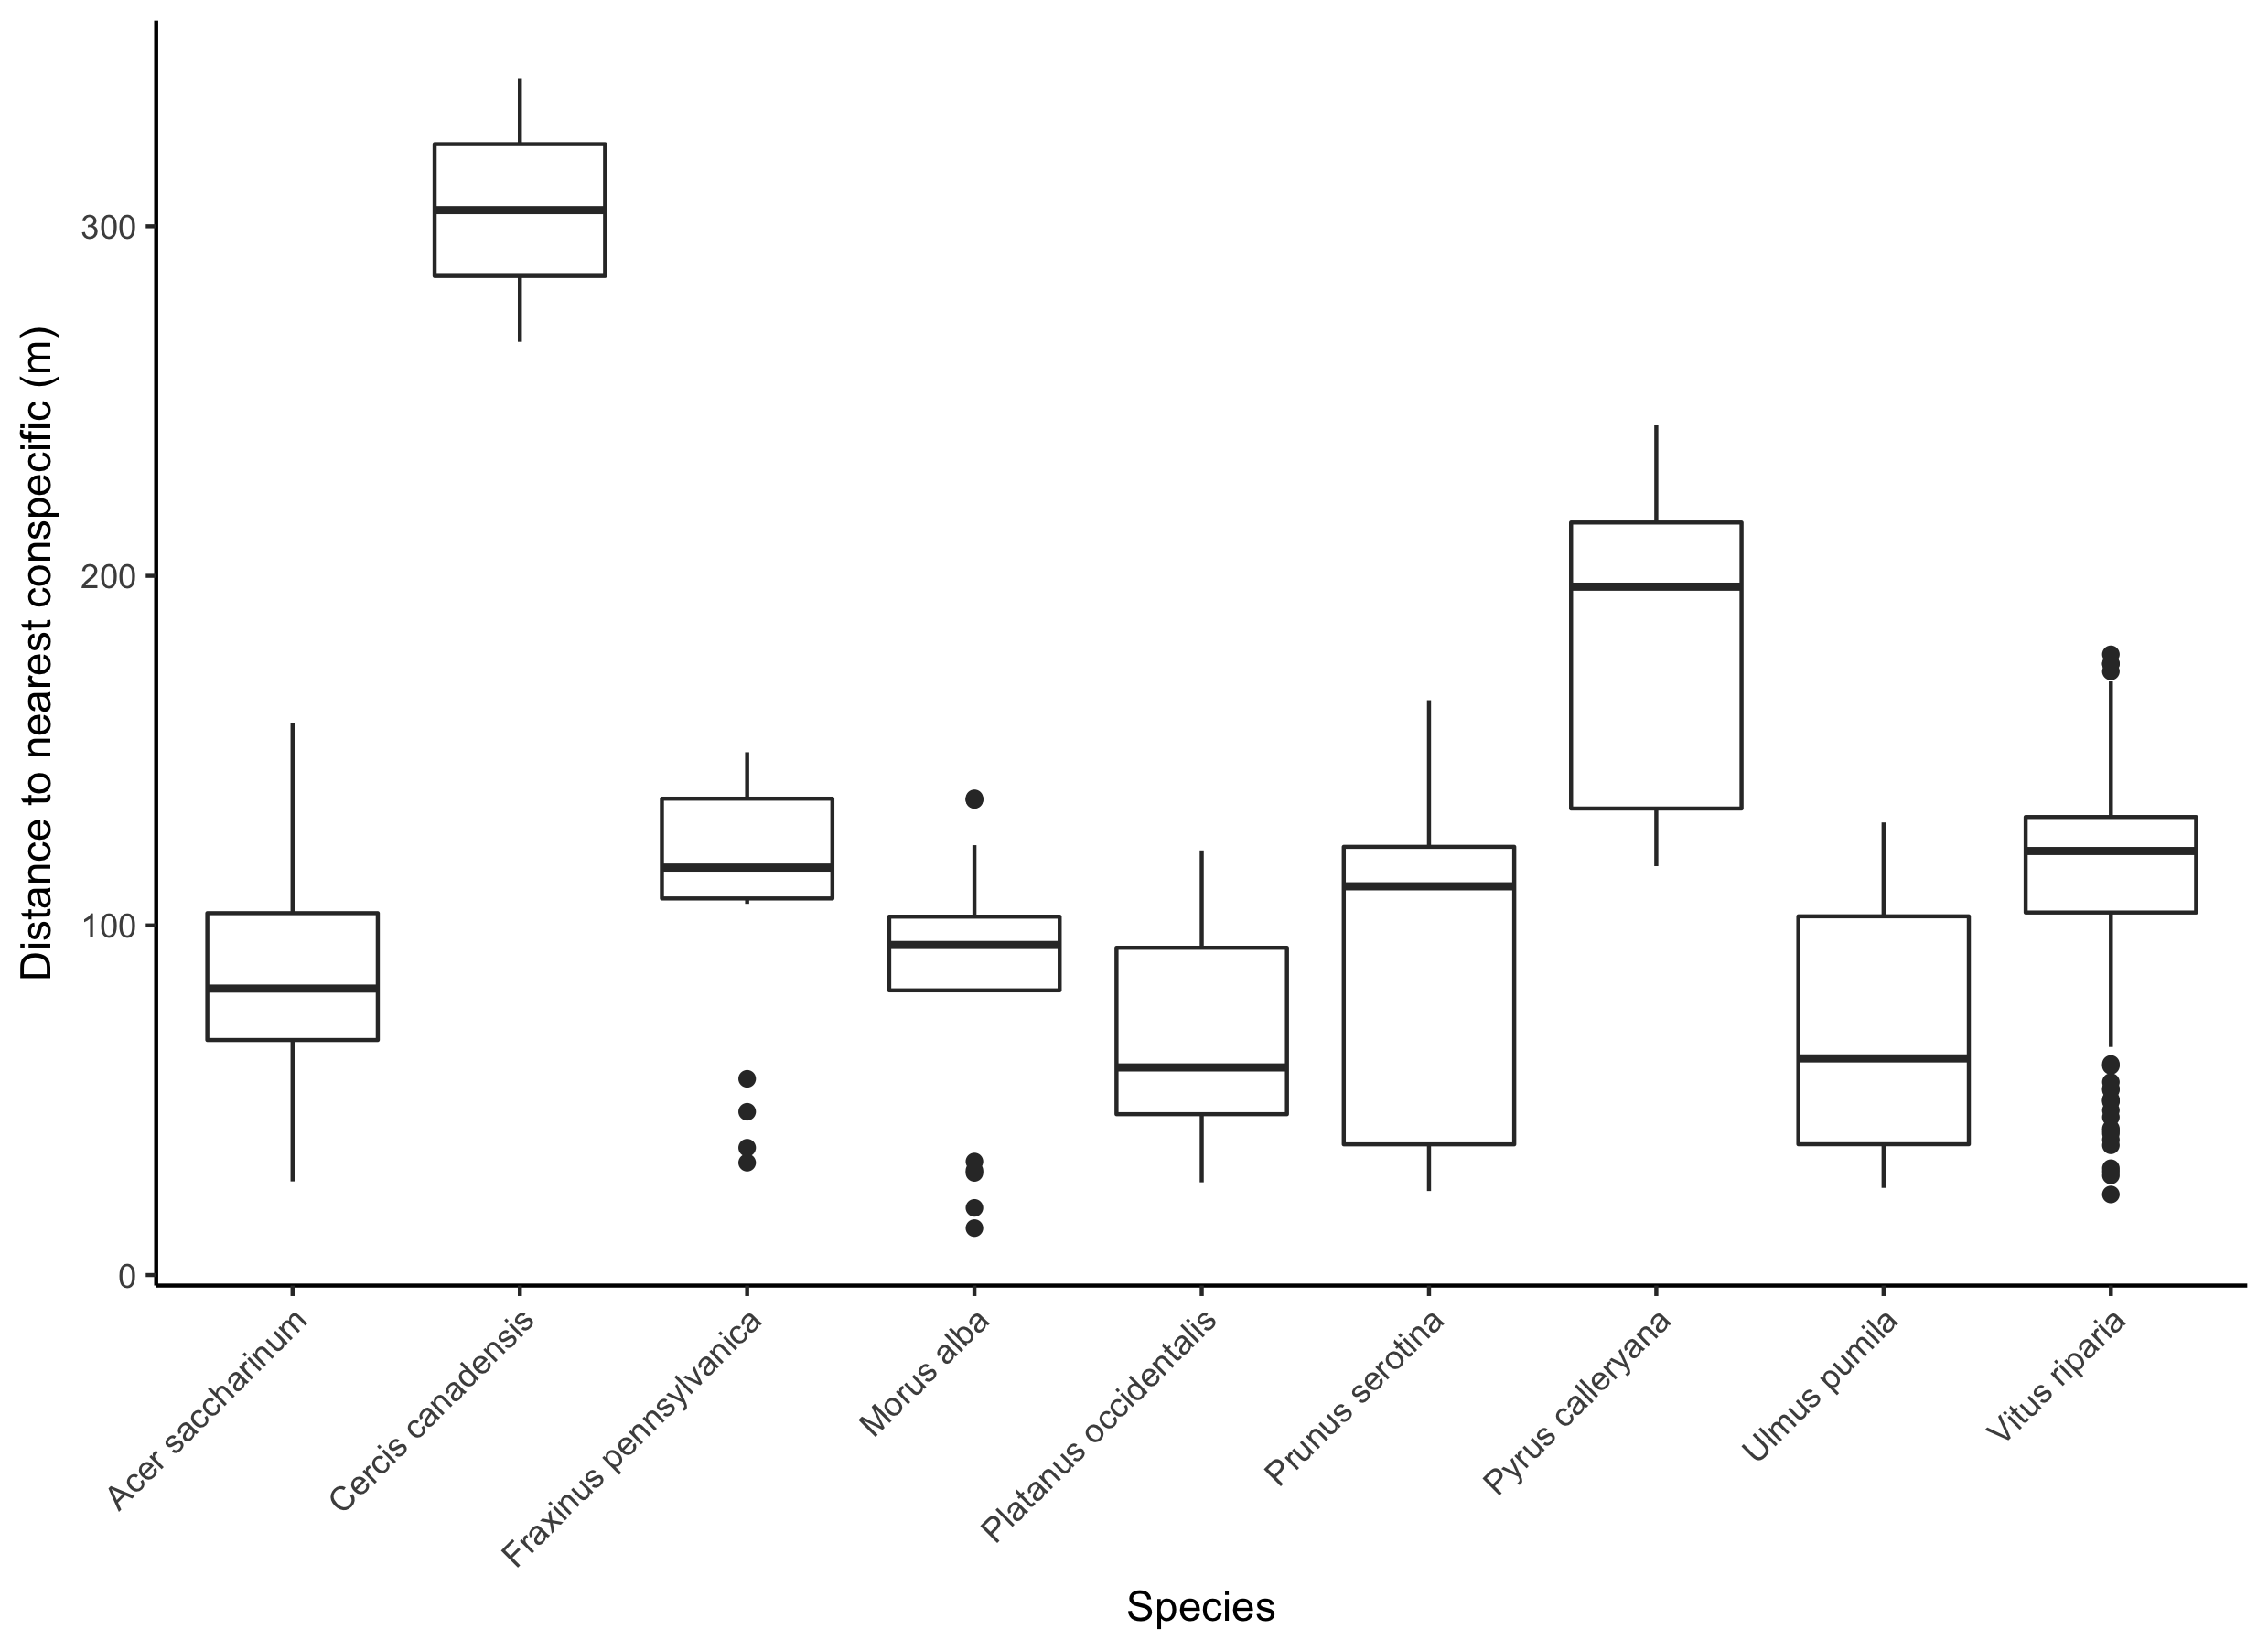 Distance to nearest conspecific (m)
300
200
100
0
Acer saccharinum
Cercis canadensis
Fraxinus pennsylvanica
Morus alba
Platanus occidentalis
Prunus serotina
Pyrus calleryana
Ulmus pumila
Vitus riparia
Species